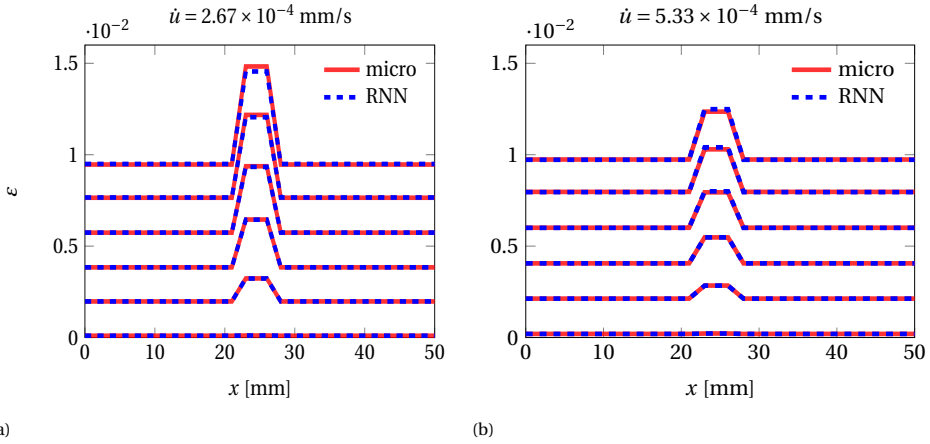 u̇ = 2.67 × 10⁻⁴ mm/s
·10⁻²
1.5
1
0.5
0
ε
micro
RNN
0 10 20 30 40 50
x [mm]
a)
u̇ = 5.33 × 10⁻⁴ mm/s
·10⁻²
1.5
1
0.5
0
micro
RNN
0 10 20 30 40 50
x [mm]
(b)